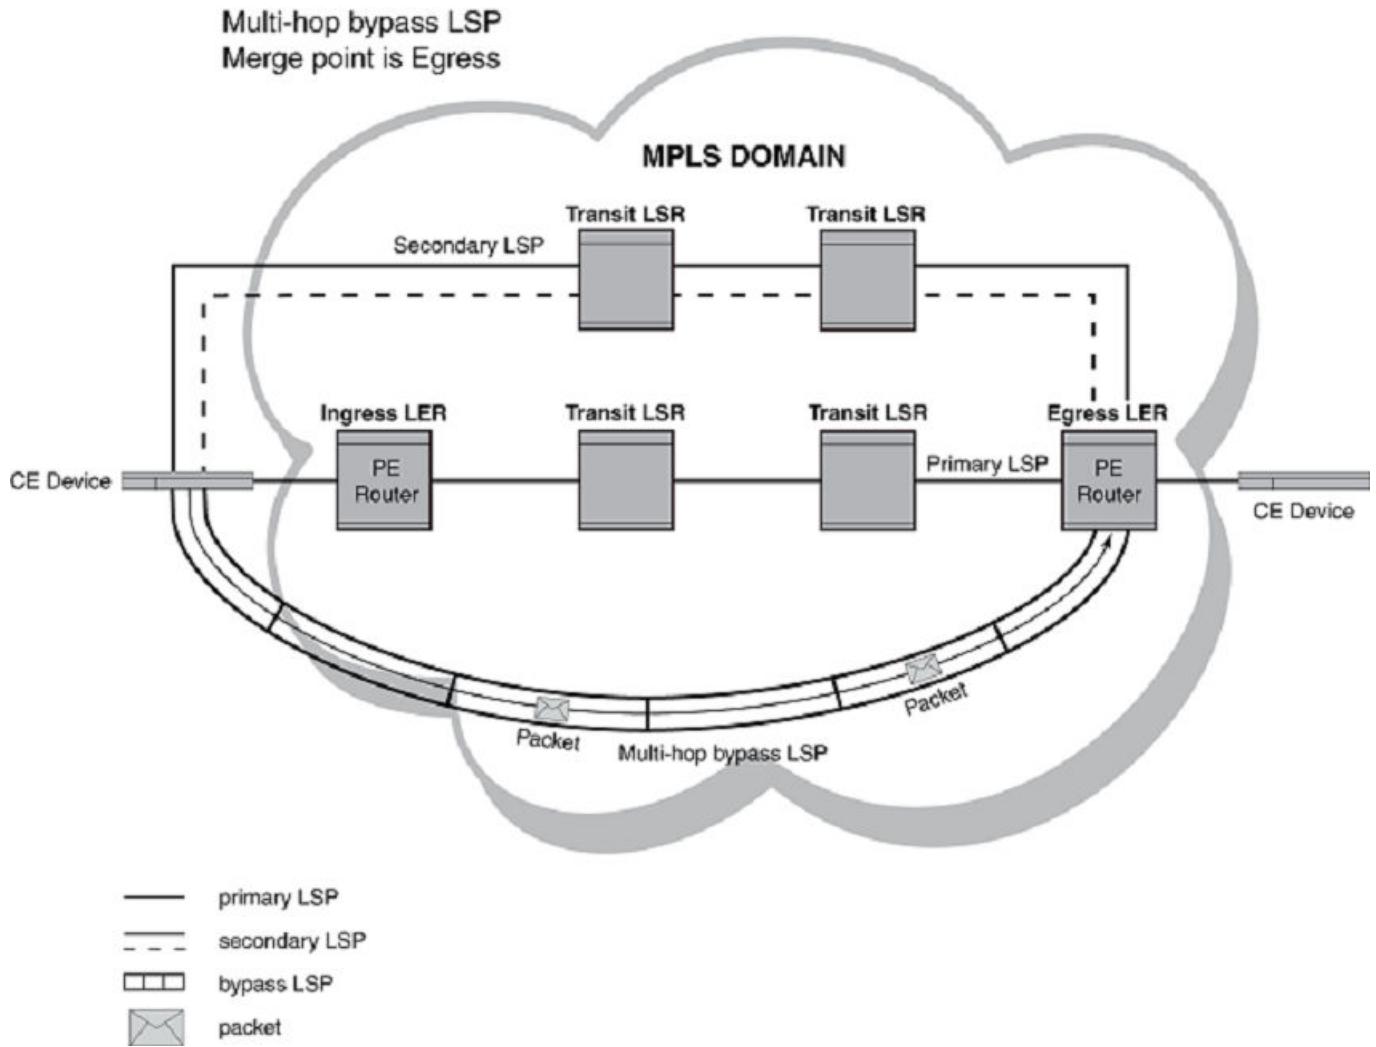 Multi-hop bypass LSP
Merge point is Egress
MPLS DOMAIN
Transit LSR
Transit LSR
Secondary LSP
Ingress LER
Transit LSR
Transit LSR
Egress LER
PE
Router
Primary LSP
PE
Router
CE Device
CE Device
Packet
Packet
Multi-hop bypass LSP
primary LSP
secondary LSP
bypass LSP
packet